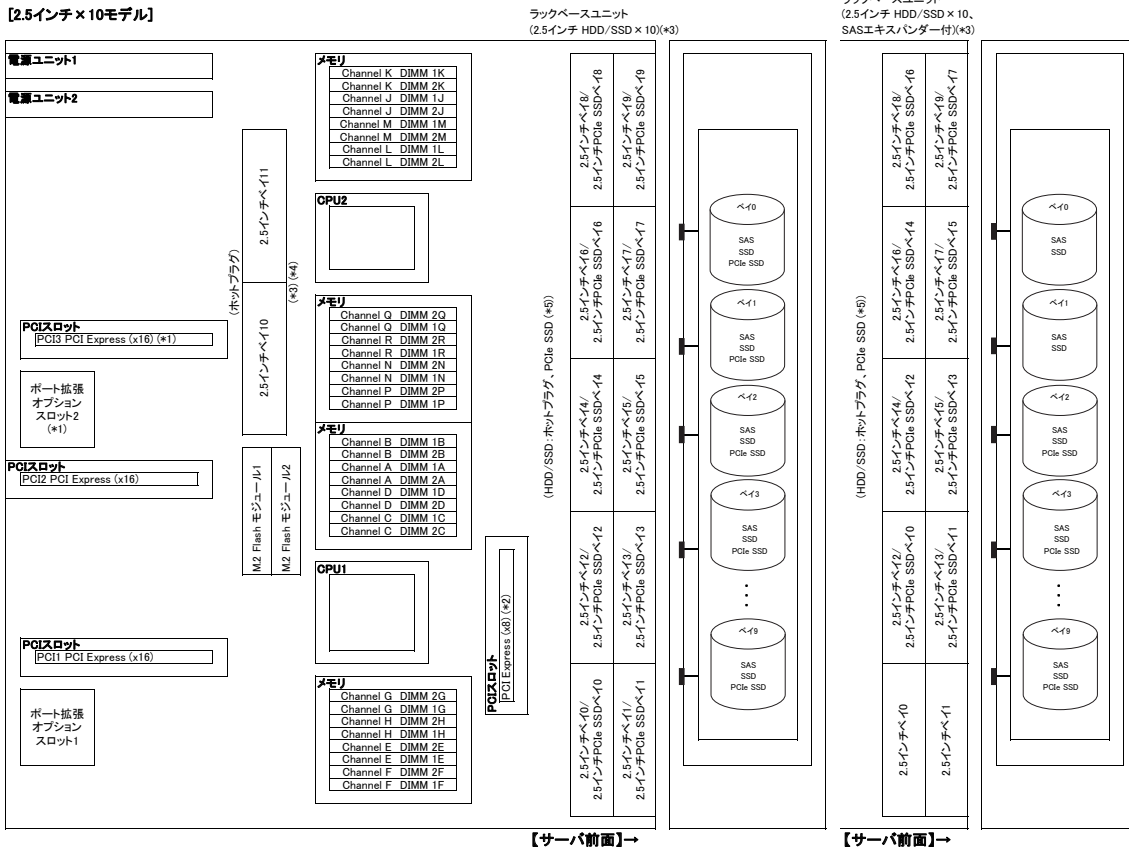 [2.5インチ×10モデル]
電源ユニット1
電源ユニット2
PCIスロット
PCI3 PCI Express (x16) (*1)
ポート拡張
オプション
スロット2
(*1)
PCIスロット
PCI2 PCI Express (x16)
PCIスロット
PCI1 PCI Express (x16)
ポート拡張
オプション
スロット1
(ホットプラグ)
2.5インチベイ11
2.5インチベイ10
(*3) (*4)
M.2 Flash モジュール1
M.2 Flash モジュール2
メモリ
Channel K DIMM 1K
Channel K DIMM 2K
Channel J DIMM 1J
Channel J DIMM 2J
Channel M DIMM 1M
Channel M DIMM 2M
Channel L DIMM 1L
Channel L DIMM 2L
CPU2
メモリ
Channel Q DIMM 2Q
Channel Q DIMM 1Q
Channel R DIMM 2R
Channel R DIMM 1R
Channel N DIMM 2N
Channel N DIMM 1N
Channel P DIMM 2P
Channel P DIMM 1P
メモリ
Channel B DIMM 1B
Channel B DIMM 2B
Channel A DIMM 1A
Channel A DIMM 2A
Channel D DIMM 1D
Channel D DIMM 2D
Channel C DIMM 1C
Channel C DIMM 2C
CPU1
メモリ
Channel G DIMM 2G
Channel G DIMM 1G
Channel H DIMM 2H
Channel H DIMM 1H
Channel E DIMM 2E
Channel E DIMM 1E
Channel F DIMM 2F
Channel F DIMM 1F
PCIスロット
PCI Express (x8) (*2)
ラックベースユニット
(2.5インチ HDD/SSD×10)(*3)
(HDD/SSD:ホットプラグ、PCIe SSD (*5))
2.5インチベイ8/
2.5インチPCIe SSDベイ8
2.5インチベイ9/
2.5インチPCIe SSDベイ9
2.5インチベイ6/
2.5インチPCIe SSDベイ6
2.5インチベイ7/
2.5インチPCIe SSDベイ7
2.5インチベイ4/
2.5インチPCIe SSDベイ4
2.5インチベイ5/
2.5インチPCIe SSDベイ5
2.5インチベイ2/
2.5インチPCIe SSDベイ2
2.5インチベイ3/
2.5インチPCIe SSDベイ3
2.5インチベイ0/
2.5インチPCIe SSDベイ0
2.5インチベイ1/
2.5インチPCIe SSDベイ1
【サーバ前面】→
ベイ0
SAS
SSD
PCIe SSD
ベイ1
SAS
SSD
PCIe SSD
ベイ2
SAS
SSD
PCIe SSD
ベイ3
SAS
SSD
PCIe SSD
ベイ9
SAS
SSD
PCIe SSD
(2.5インチ HDD/SSD×10、
SASエキスパンダー付)(*3)
(HDD/SSD:ホットプラグ、PCIe SSD (*5))
2.5インチベイ8/
2.5インチPCIe SSDベイ6
2.5インチベイ9/
2.5インチPCIe SSDベイ7
2.5インチベイ6/
2.5インチPCIe SSDベイ4
2.5インチベイ7/
2.5インチPCIe SSDベイ5
2.5インチベイ4/
2.5インチPCIe SSDベイ2
2.5インチベイ5/
2.5インチPCIe SSDベイ3
2.5インチベイ2/
2.5インチPCIe SSDベイ0
2.5インチベイ3/
2.5インチPCIe SSDベイ1
2.5インチベイ0
2.5インチベイ1
【サーバ前面】→
ベイ0
SAS
SSD
ベイ1
SAS
SSD
ベイ2
SAS
SSD
PCIe SSD
ベイ3
SAS
SSD
PCIe SSD
ベイ9
SAS
SSD
PCIe SSD